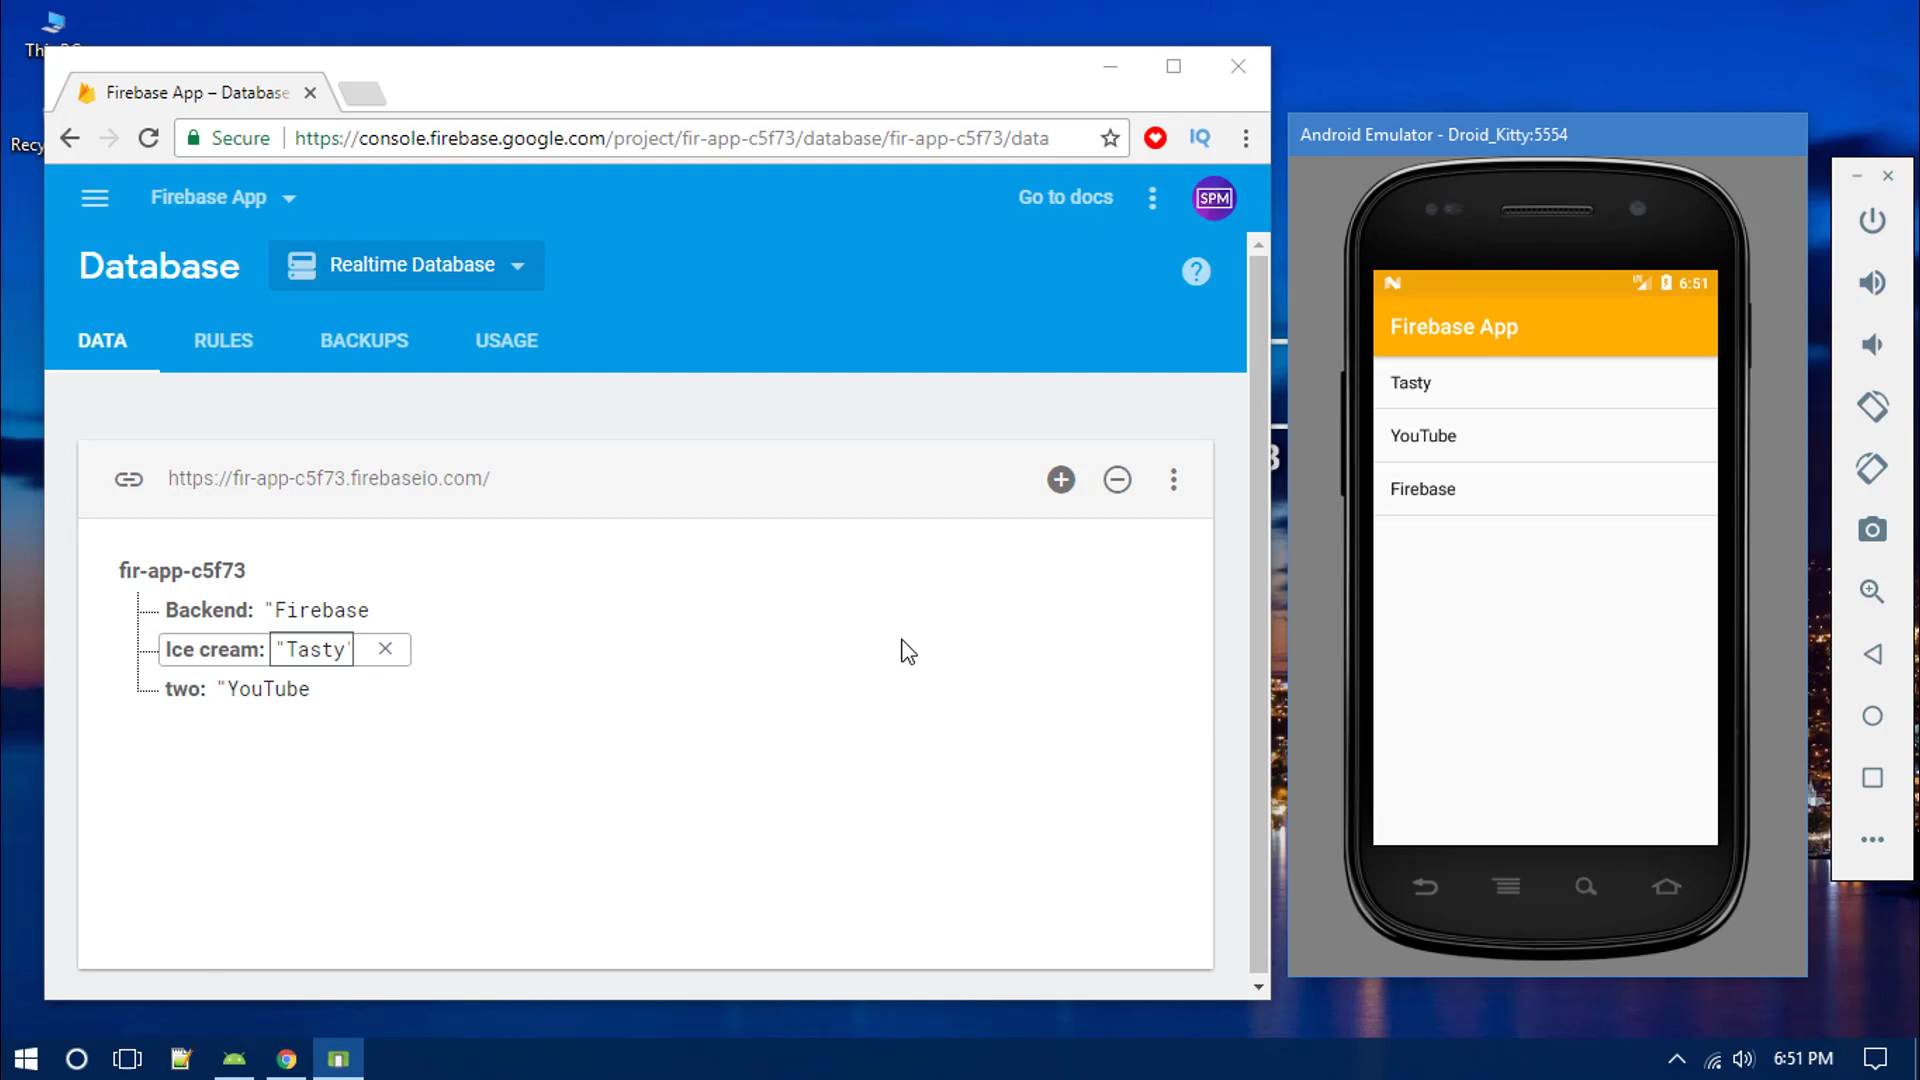 Firebase App – Database
Secure
https://console.firebase.google.com/project/fir-app-c5f73/database/fir-app-c5f73/data
IQ
Firebase App
Go to docs
SPM
Database
Realtime Database
?
DATA
RULES
BACKUPS
USAGE
https://fir-app-c5f73.firebaseio.com/
fir-app-c5f73
Backend: "Firebase
Ice cream: "Tasty"
two: "YouTube
Android Emulator - Droid_Kitty:5554
6:51
Firebase App
Tasty
YouTube
Firebase
6:51 PM